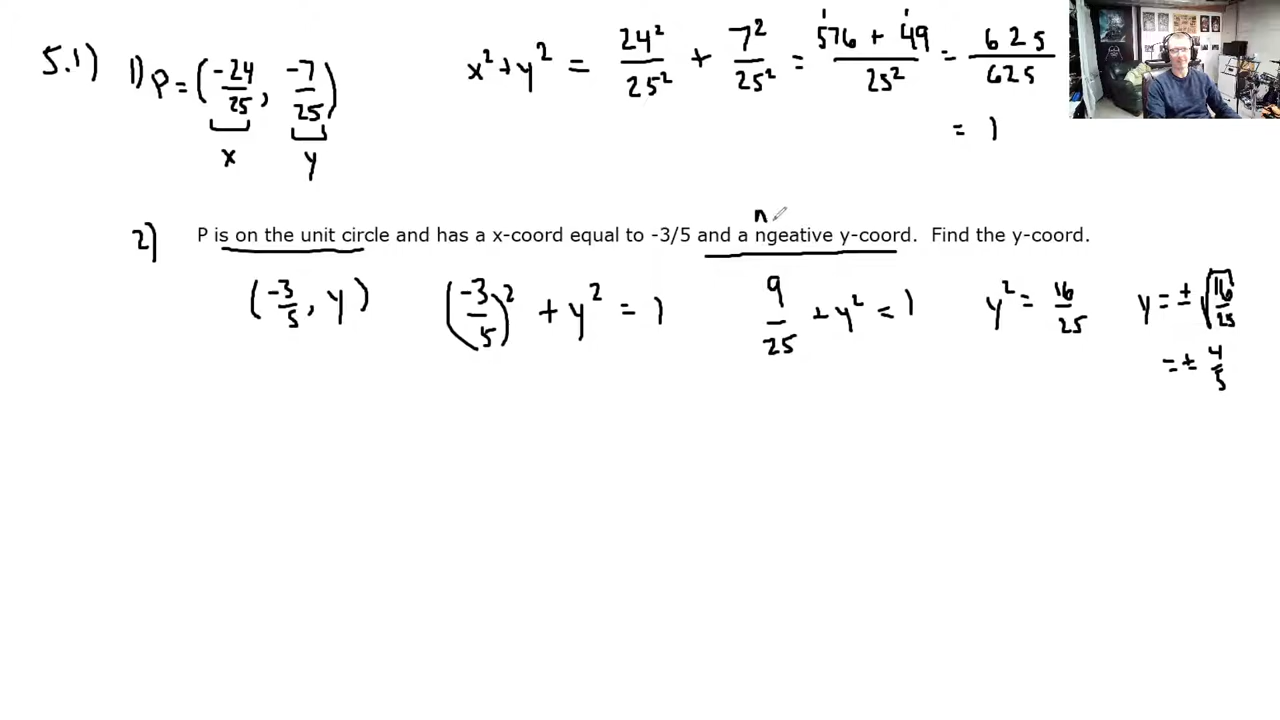 5.1) 1) P = (-24/25, -7/25) x² + y² = 24²/25² + 7²/25² = 576 + 49/25² = 625/625
x y = 1
n
2) P is on the unit circle and has a x-coord equal to -3/5 and a ngeative y-coord. Find the y-coord.
(-3/5, y) (-3/5)² + y² = 1 9/25 + y² = 1 y² = 16/25 y = ± √16/25
= ± 4/5